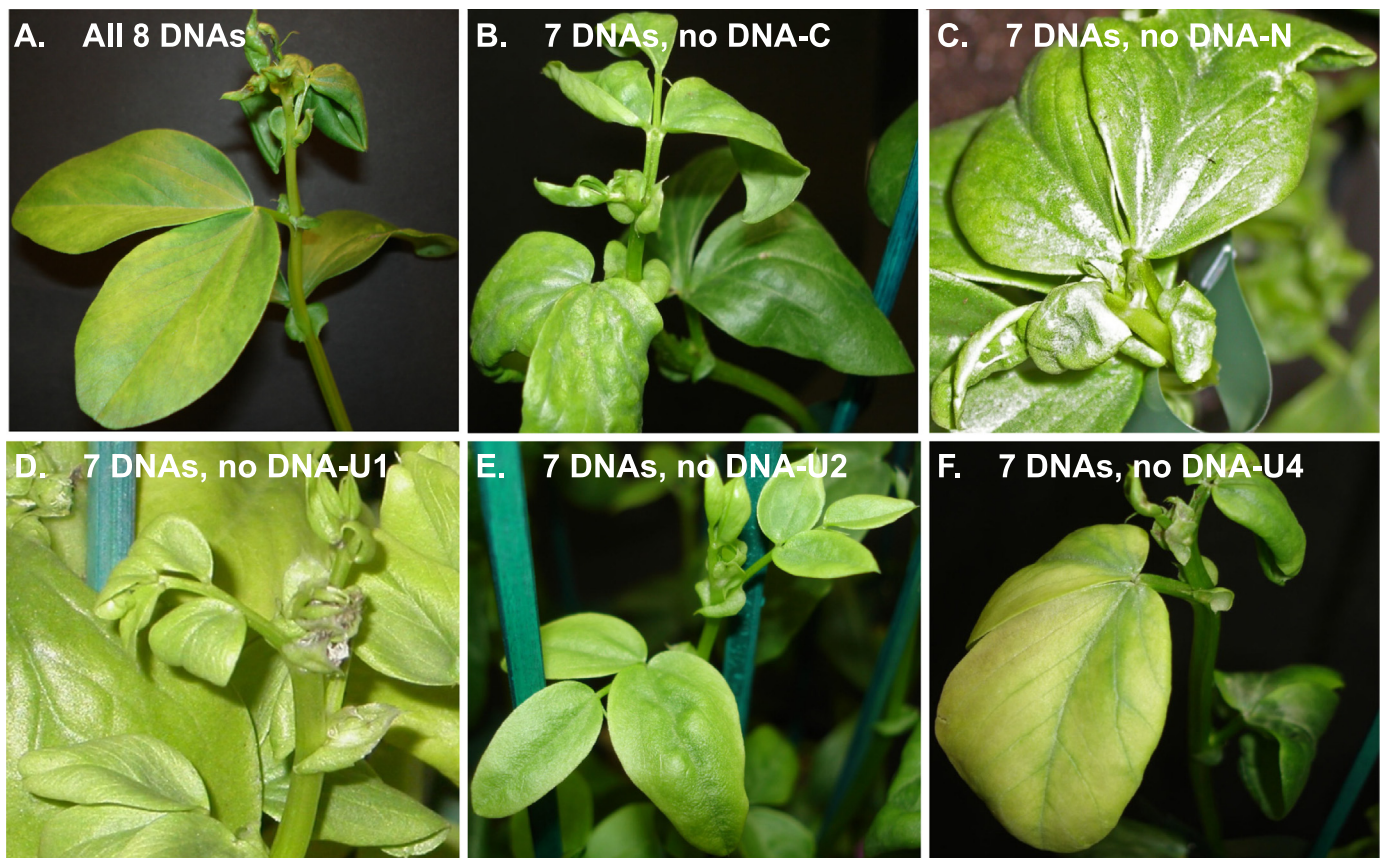 A. All 8 DNAs
B. 7 DNAs, no DNA-C
C. 7 DNAs, no DNA-N
D. 7 DNAs, no DNA-U1
E. 7 DNAs, no DNA-U2
F. 7 DNAs, no DNA-U4